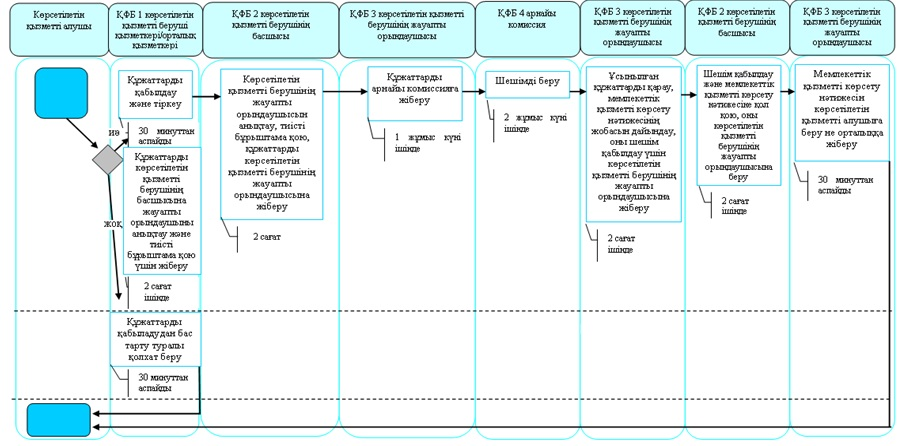 Көрсетілетін
қызметті алушы
ҚФБ 1 көрсетілетін
қызметті беруші
қызметкері/орталық
қызметкері
ҚФБ 2 көрсетілетін
қызметті берушінің
басшысы
ҚФБ 3 көрсетілетін қызметті
берушінің жауапты
орындаушысы
ҚФБ 4 арнайы
комиссия
ҚФБ 3 көрсетілетін
қызметті берушінің
жауапты
орындаушысы
ҚФБ 2 көрсетілетін
қызметті берушінің
басшысы
ҚФБ 3 көрсетілетін
қызметті берушінің
жауапты
орындаушысы
иә
жоқ
Құжаттарды
қабылдау
және тіркеу
30 минуттан
аспайды
Құжаттарды
көрсетілетін
қызметті
берушінің
басшысына
жауапты
орындаушыны
анықтау және
тиісті
бұрыштама қою
үшін жіберу
2 сағат
ішінде
Құжаттарды
қабыладудан бас
тарту туралы
қолхат беру
30 минуттан
аспайды
Көрсетілетін
қызметті берушінің
жауапты
орындаушысын
анықтау, тиісті
бұрыштама қою,
құжаттарды
көрсетілетін
қызметті берушінің
жауапты
орындаушысына
жіберу
2 сағат
Құжаттарды
арнайы комиссияға
жіберу
1 жұмыс күні
ішінде
Шешімді беру
2 жұмыс күні
ішінде
Ұсынылған
құжаттарды қарау,
мемлекеттік
қызметті көрсету
нәтижесінің
жобасын дайындау,
оны шешім
қабылдау үшін
көрсетілетін
қызметті берушінің
жауапты
орындаушысына
жіберу
2 сағат
ішінде
Шешім қабылдау
және мемлекеттік
қызметті көрсету
нәтижесіне қол
қою, оны
көрсетілетін
қызметті
берушінің
жауапты
орындаушысына
беру
2 сағат
ішінде
Мемлекеттік
қызметті көрсету
нәтижесін
көрсетілетін
қызметті алушыға
беру не орталыққа
жіберу
30 минуттан
аспайды